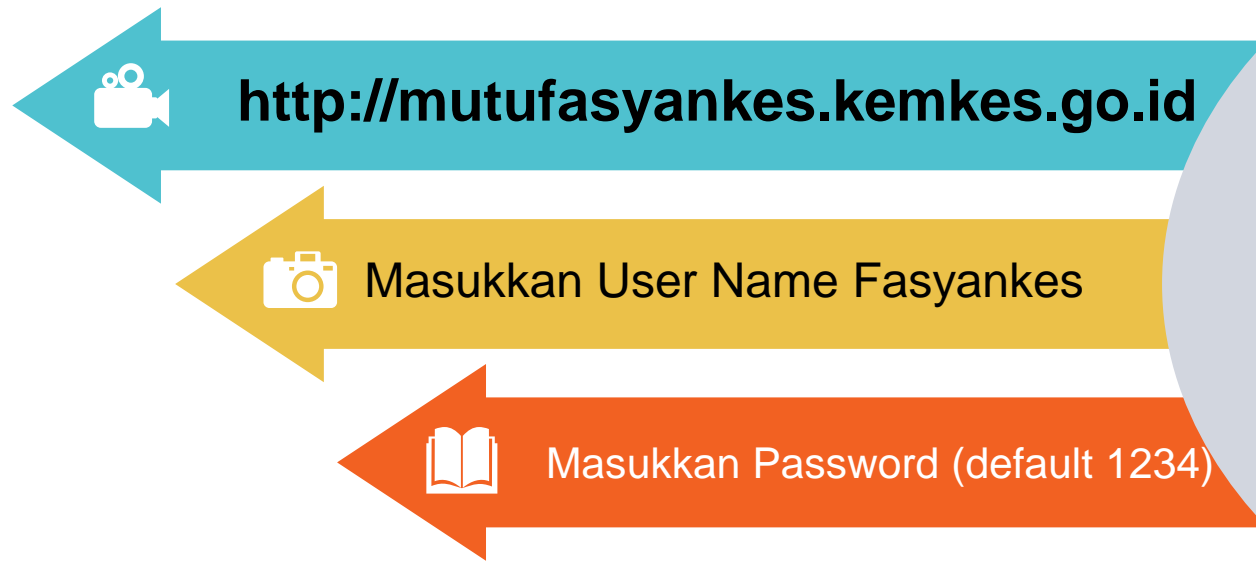 http://mutufasyankes.kemkes.go.id
Masukkan User Name Fasyankes
Masukkan Password (default 1234)